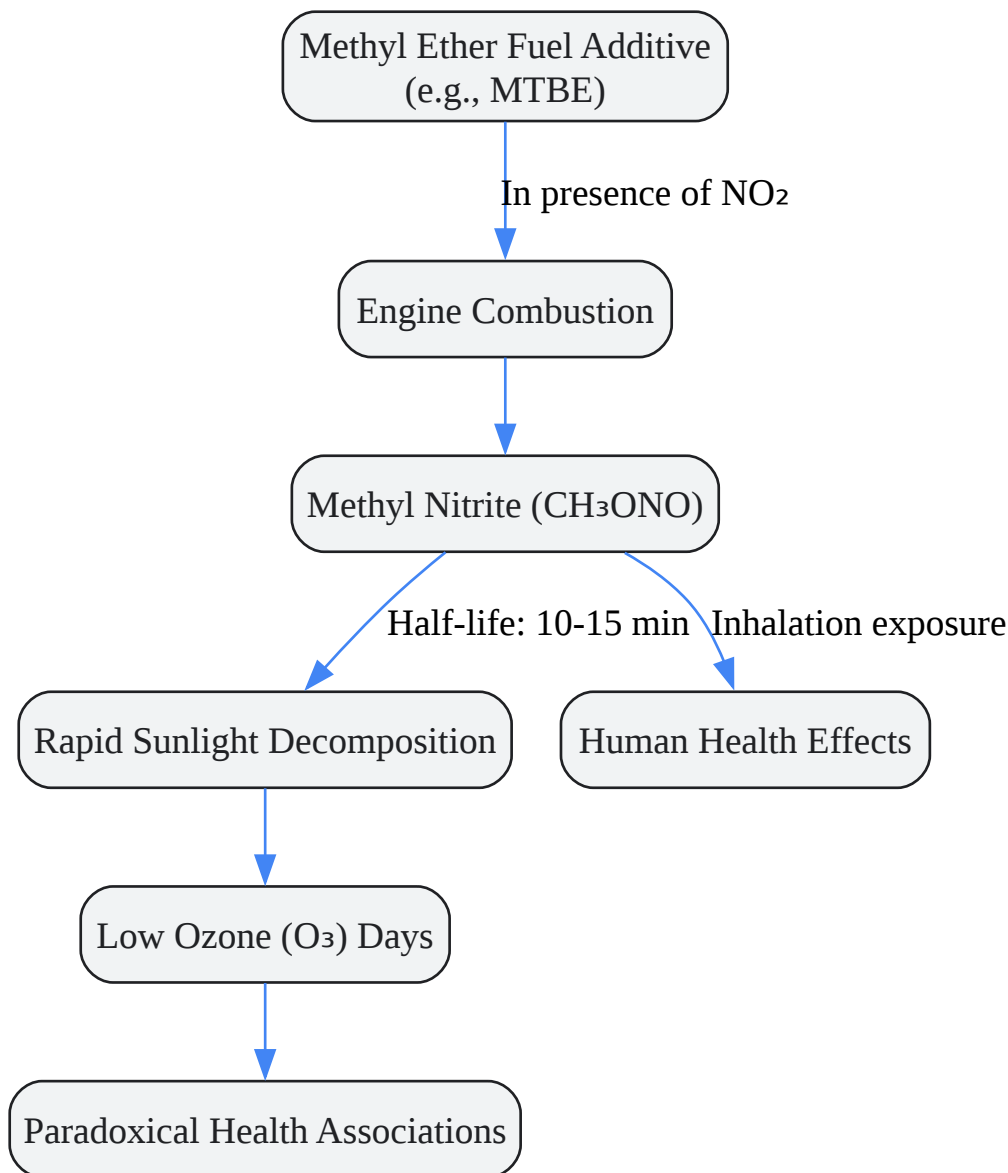 Methyl Ether Fuel Additive
(e.g., MTBE)
In presence of NO₂
Engine Combustion
Methyl Nitrite (CH₃ONO)
Half-life: 10-15 min
Inhalation exposure
Rapid Sunlight Decomposition
Human Health Effects
Low Ozone (O₃) Days
Paradoxical Health Associations